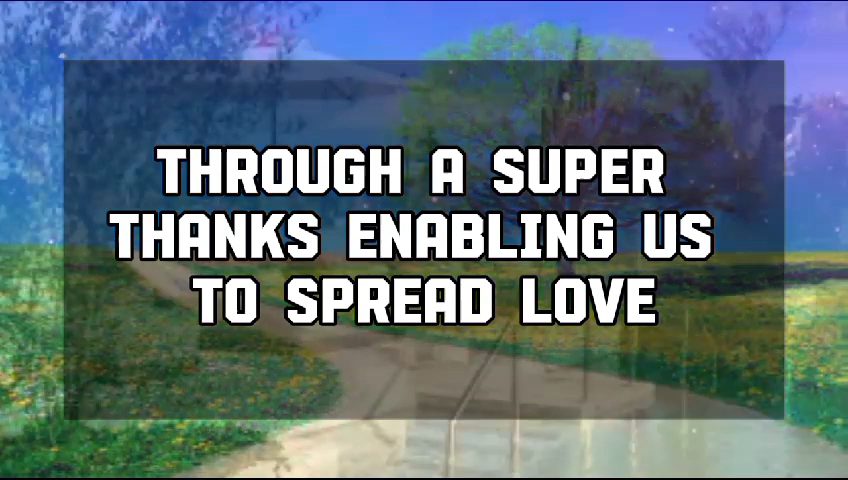 THROUGH A SUPER
THANKS ENABLING US
TO SPREAD LOVE